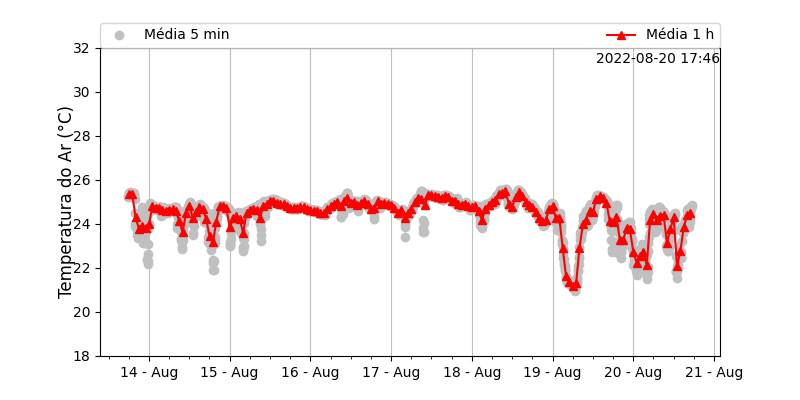 Média 5 min
Média 1 h
2022-08-20 17:46
Temperatura do Ar (°C)
32
30
28
26
24
22
20
18
14 - Aug
15 - Aug
16 - Aug
17 - Aug
18 - Aug
19 - Aug
20 - Aug
21 - Aug